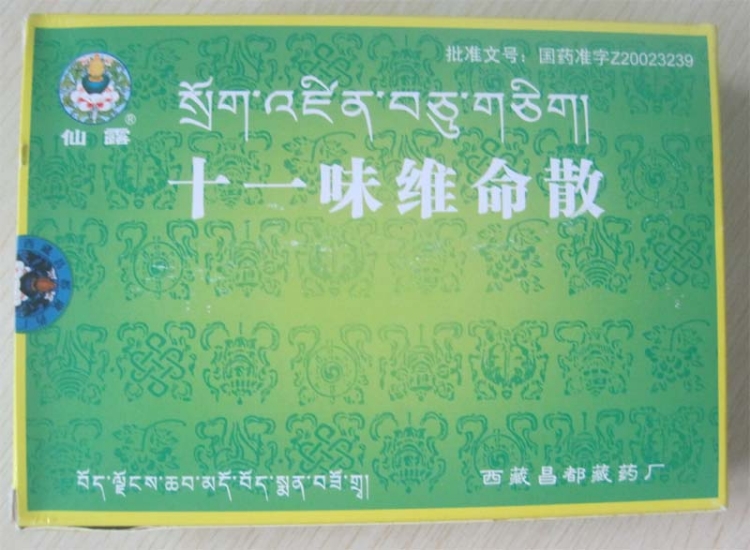 批准文号：国药准字Z20023239
仙露®
སྲོག་འཛིན་བཅུ་གཅིག།
十一味维命散
བོད་ལྗོངས་ཆབ་མདོ་བོད་སྨན་བཟོ་གྲྭ།
西藏昌都藏药厂